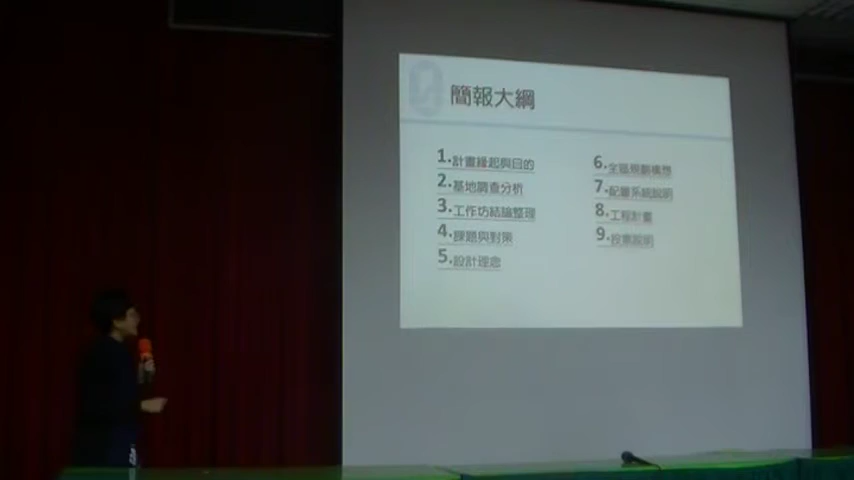 簡報大綱
1.計畫緣起與目的
2.基地調查分析
3.工作坊結論整理
4.課題與對策
5.設計理念
6.全區規劃構想
7.配置系統說明
8.工程計畫